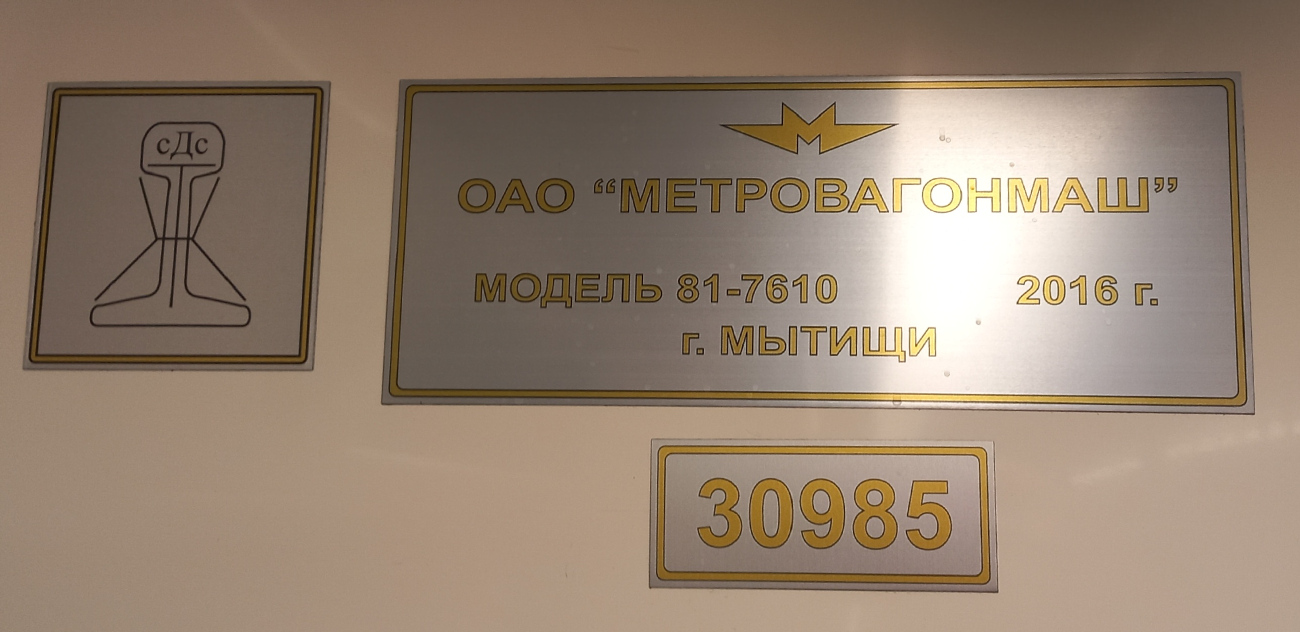 сДс
ОАО “МЕТРОВАГОНМАШ”
МОДЕЛЬ 81-7610 2016 г.
г. МЫТИЩИ
30985